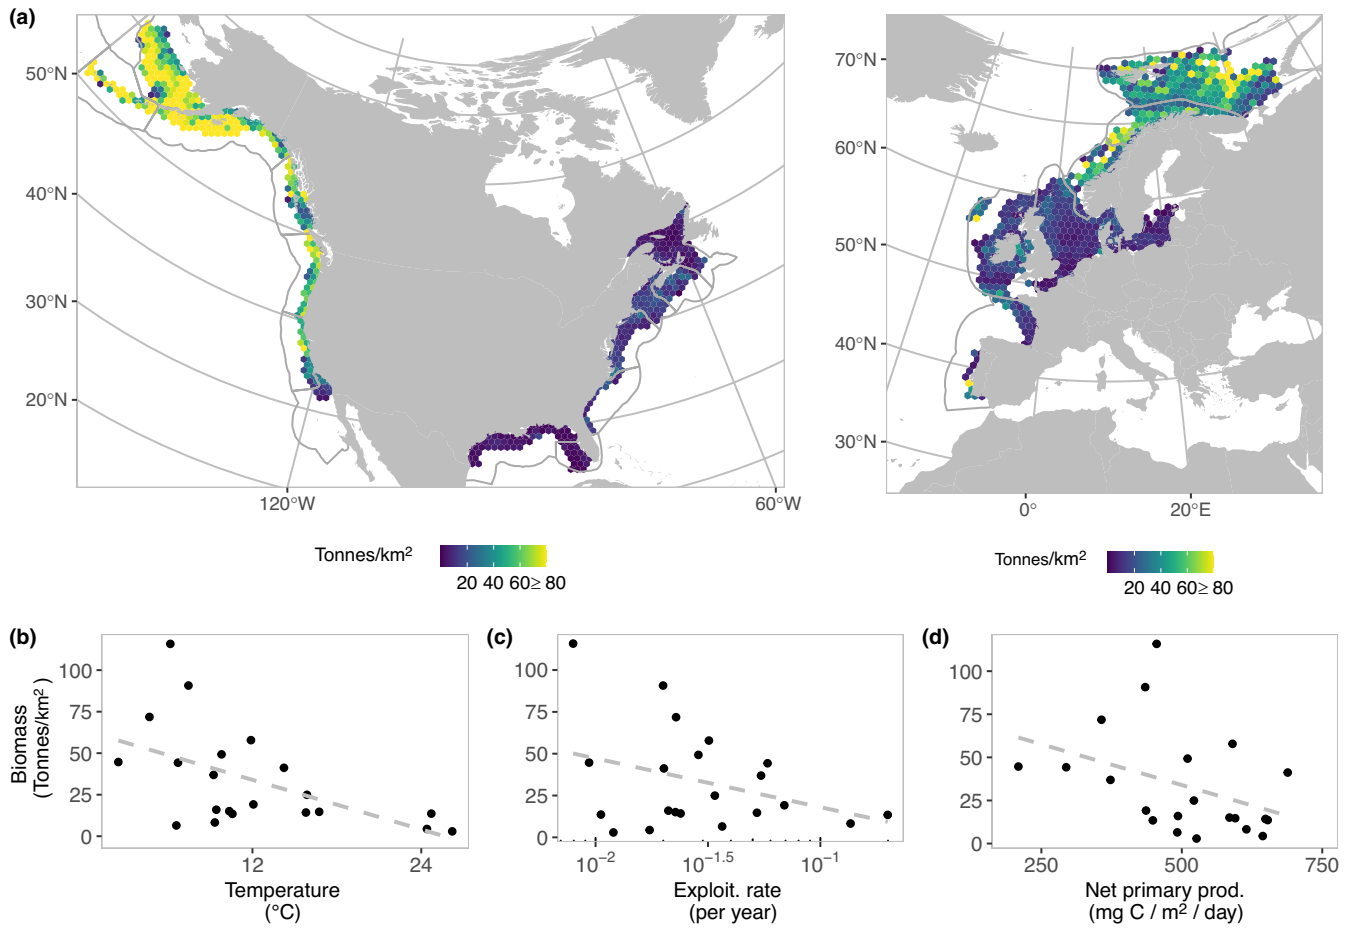 (a)
50°N
40°N
30°N
20°N
120°W
60°W
70°N
60°N
50°N
40°N
30°N
0°
20°E
Tonnes/km²
20 40 60 ≥ 80
Tonnes/km²
20 40 60 ≥ 80
(b)
Biomass
(Tonnes/km²)
100
75
50
25
0
12
24
Temperature
(°C)
(c)
100
75
50
25
0
10⁻²
10⁻¹·⁵
10⁻¹
Exploit. rate
(per year)
(d)
100
75
50
25
0
250
500
750
Net primary prod.
(mg C / m² / day)